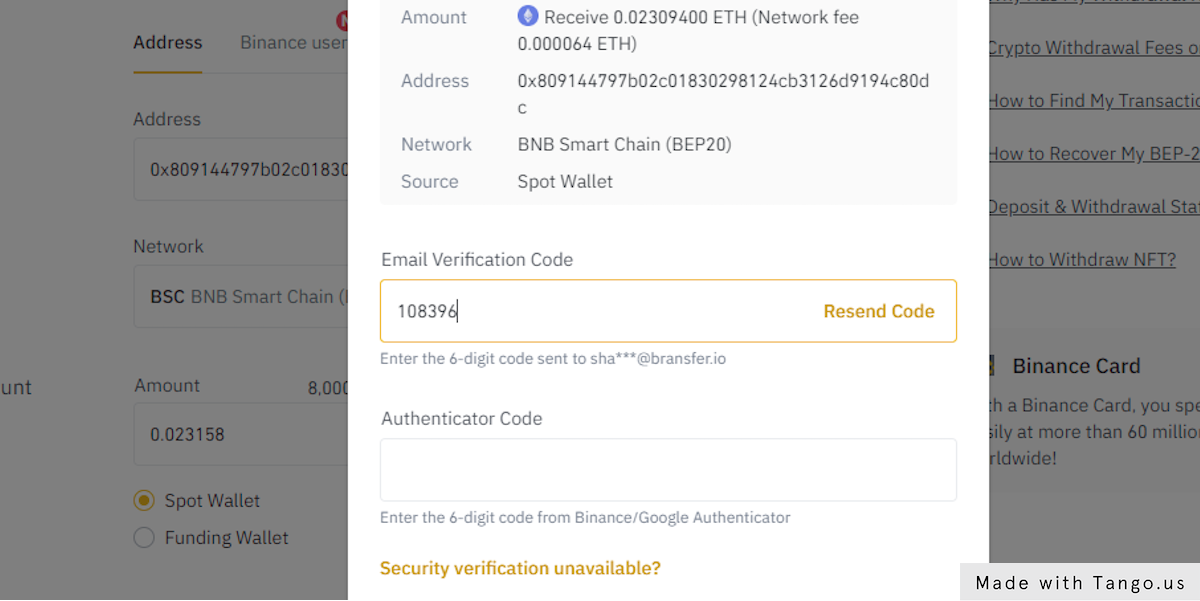 Address
Binance user
Address
0x809144797b02c01830
Network
BSC BNB Smart Chain (
unt
Amount
8,000
0.023158
Spot Wallet
Funding Wallet
Amount
Receive 0.02309400 ETH (Network fee
0.000064 ETH)
Address
0x809144797b02c01830298124cb3126d9194c80d
c
Network
BNB Smart Chain (BEP20)
Source
Spot Wallet
Email Verification Code
108396
Resend Code
Enter the 6-digit code sent to sha***@bransfer.io
Authenticator Code
Enter the 6-digit code from Binance/Google Authenticator
Security verification unavailable?
Crypto Withdrawal Fees o
How to Find My Transactio
How to Recover My BEP-2
Deposit & Withdrawal Stat
How to Withdraw NFT?
Binance Card
th a Binance Card, you spe
sily at more than 60 millio
rldwide!
Made with Tango.us